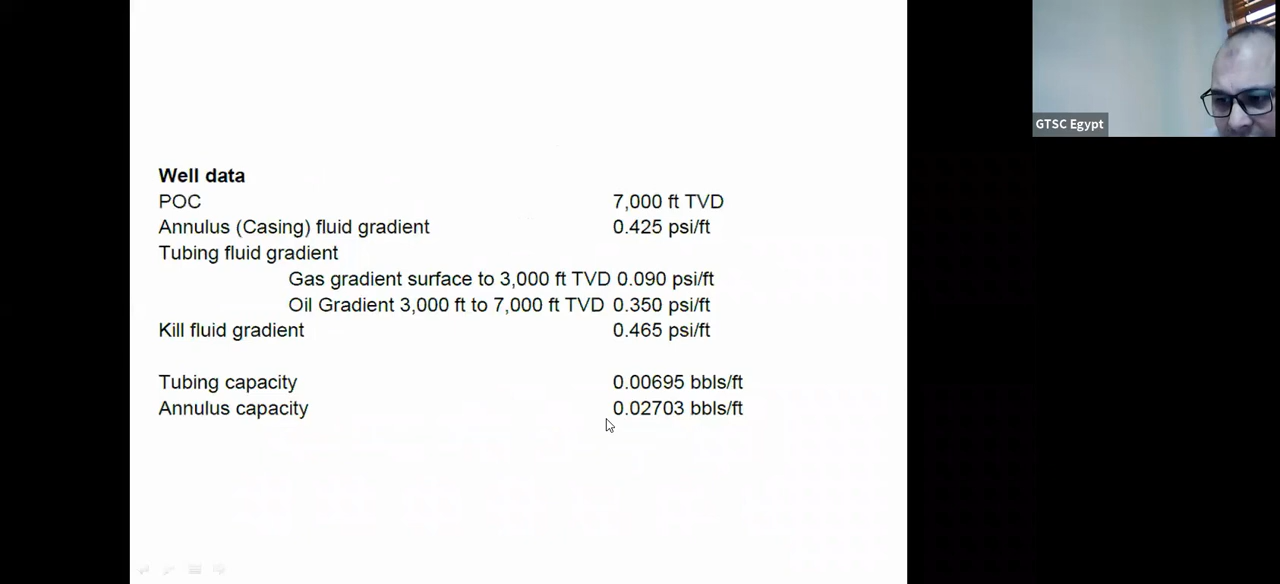 GTSC Egypt
Well data
POC 7,000 ft TVD
Annulus (Casing) fluid gradient 0.425 psi/ft
Tubing fluid gradient
Gas gradient surface to 3,000 ft TVD 0.090 psi/ft
Oil Gradient 3,000 ft to 7,000 ft TVD 0.350 psi/ft
Kill fluid gradient 0.465 psi/ft
Tubing capacity 0.00695 bbls/ft
Annulus capacity 0.02703 bbls/ft